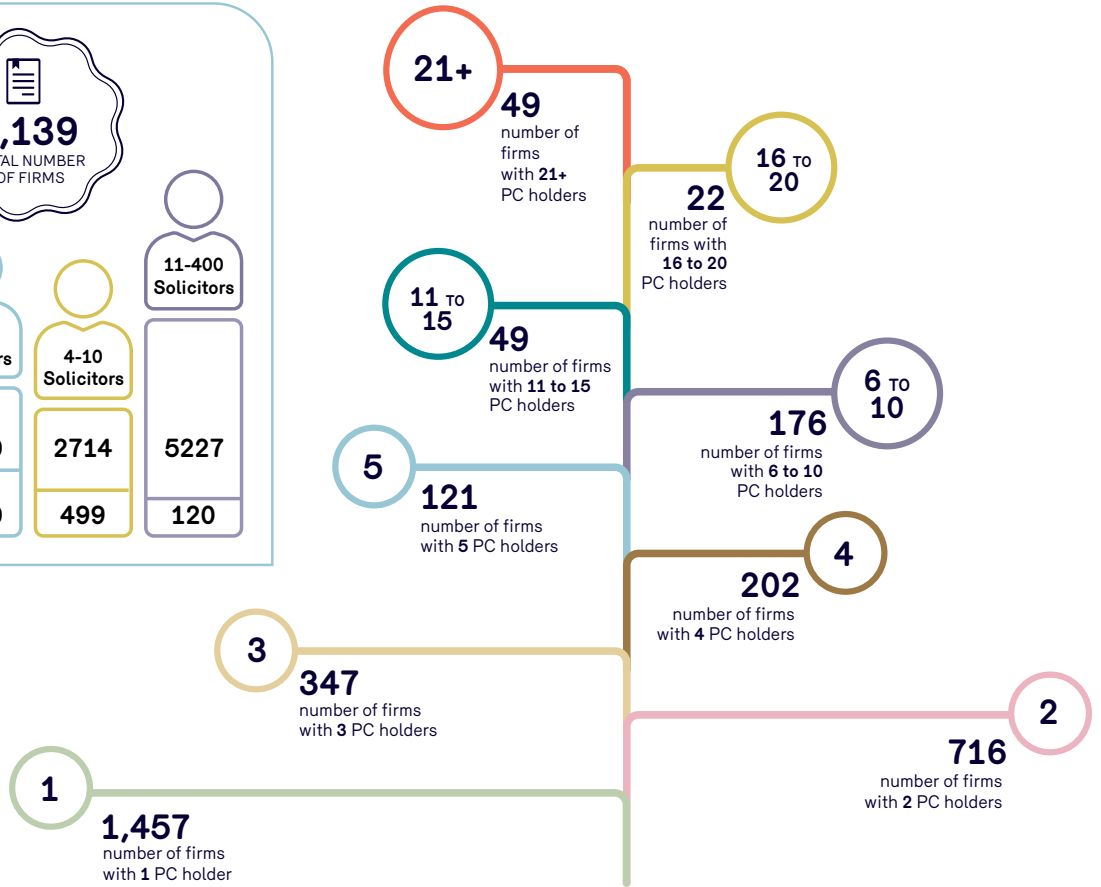 ,139
TAL NUMBER
OF FIRMS
11-400
Solicitors
rs
4-10
Solicitors
2714
5227
499
120
21+
49
number of
firms
with 21+
PC holders
16 TO
20
22
number of
firms with
16 to 20
PC holders
11 TO
15
49
number of firms
with 11 to 15
PC holders
6 TO
10
176
number of firms
with 6 to 10
PC holders
5
121
number of firms
with 5 PC holders
4
202
number of firms
with 4 PC holders
3
347
number of firms
with 3 PC holders
2
716
number of firms
with 2 PC holders
1
1,457
number of firms
with 1 PC holder